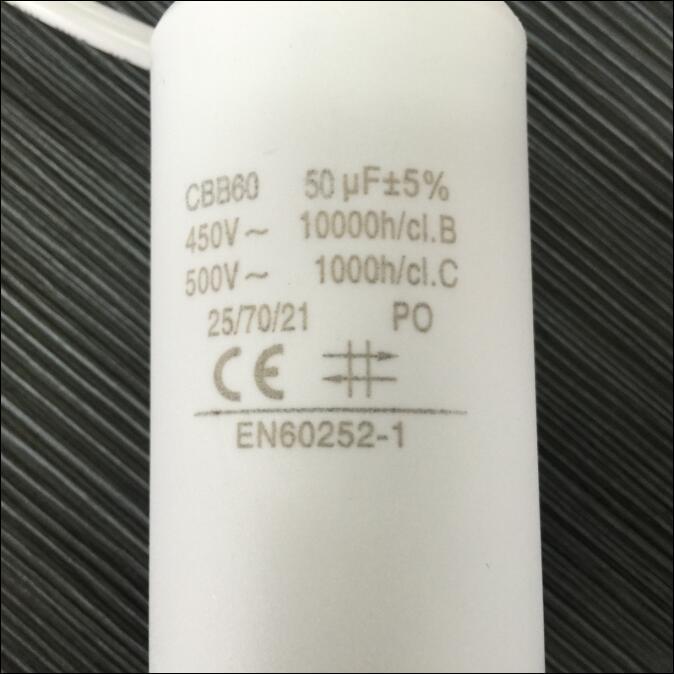 CBB60 50 µF±5%
450V~ 10000h/cl.B
500V~ 1000h/cl.C
25/70/21 PO
CE
EN60252-1